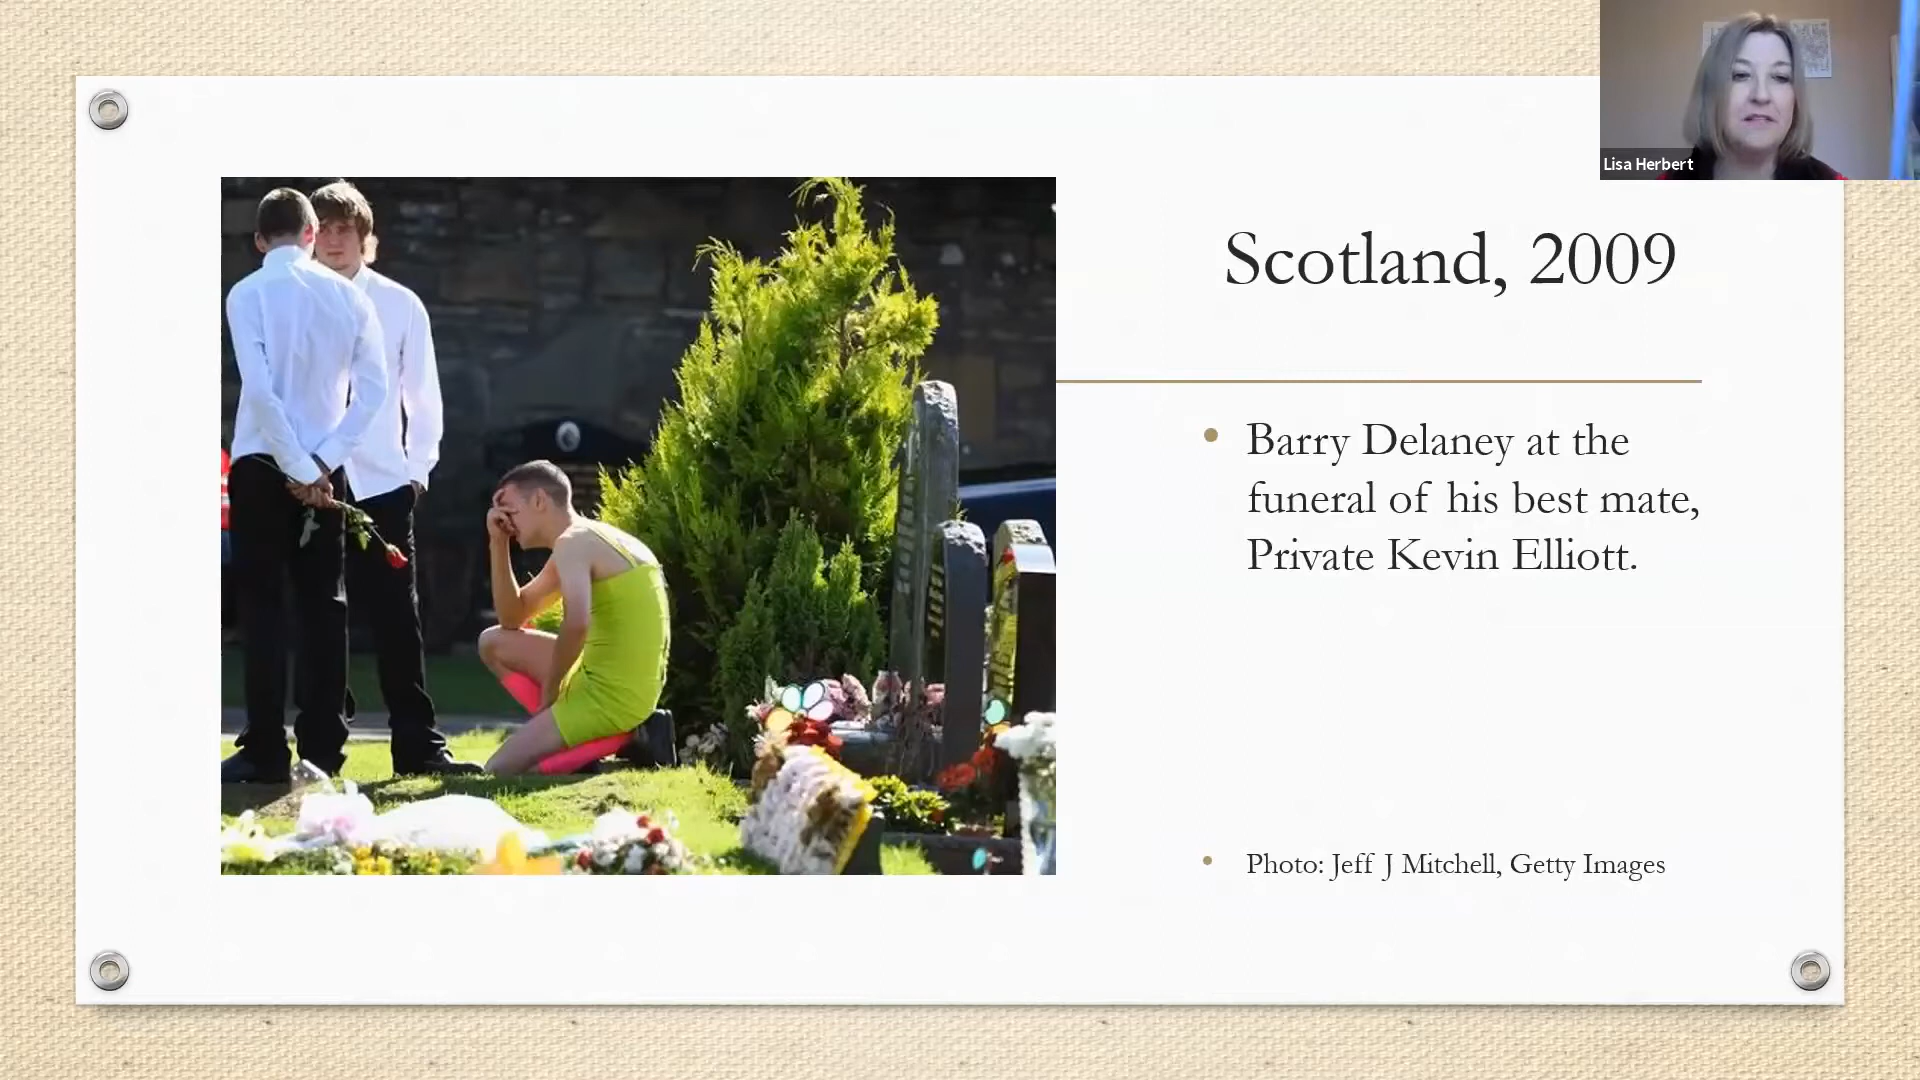 Lisa Herbert
Scotland, 2009
• Barry Delaney at the
funeral of his best mate,
Private Kevin Elliott.
• Photo: Jeff J Mitchell, Getty Images